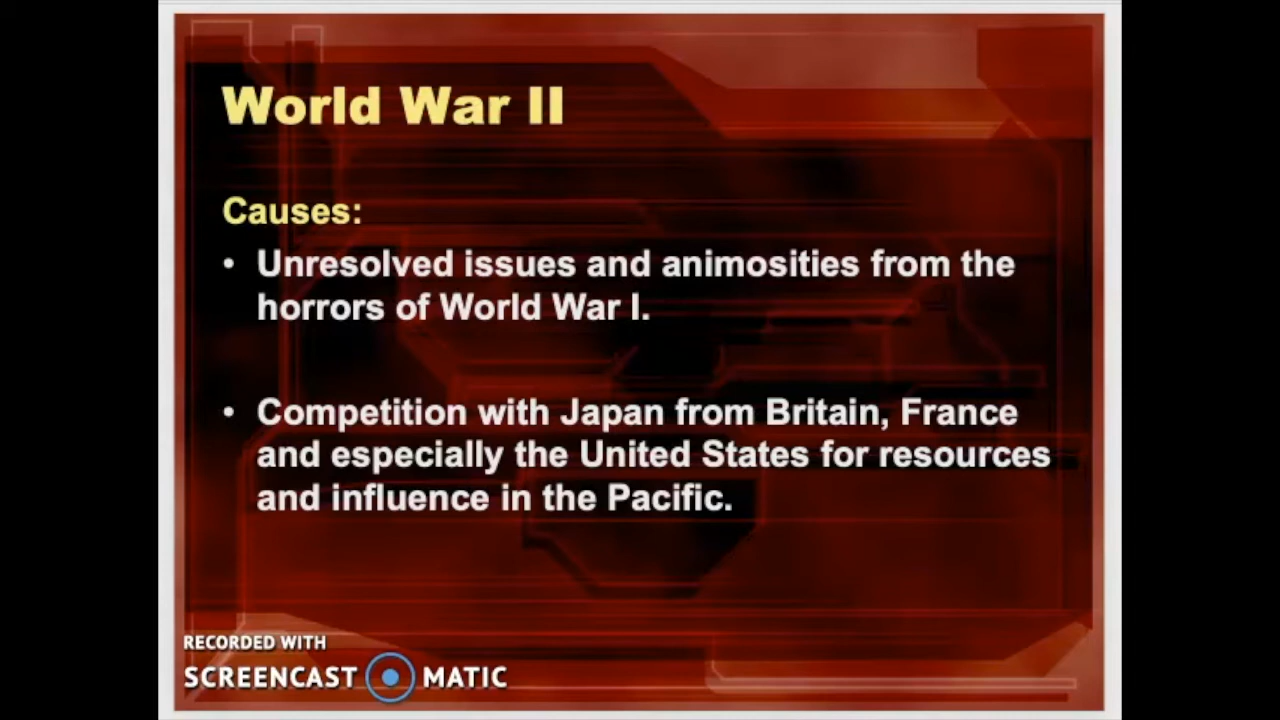 World War II
Causes:
• Unresolved issues and animosities from the
horrors of World War I.
• Competition with Japan from Britain, France
and especially the United States for resources
and influence in the Pacific.
RECORDED WITH
SCREENCAST MATIC